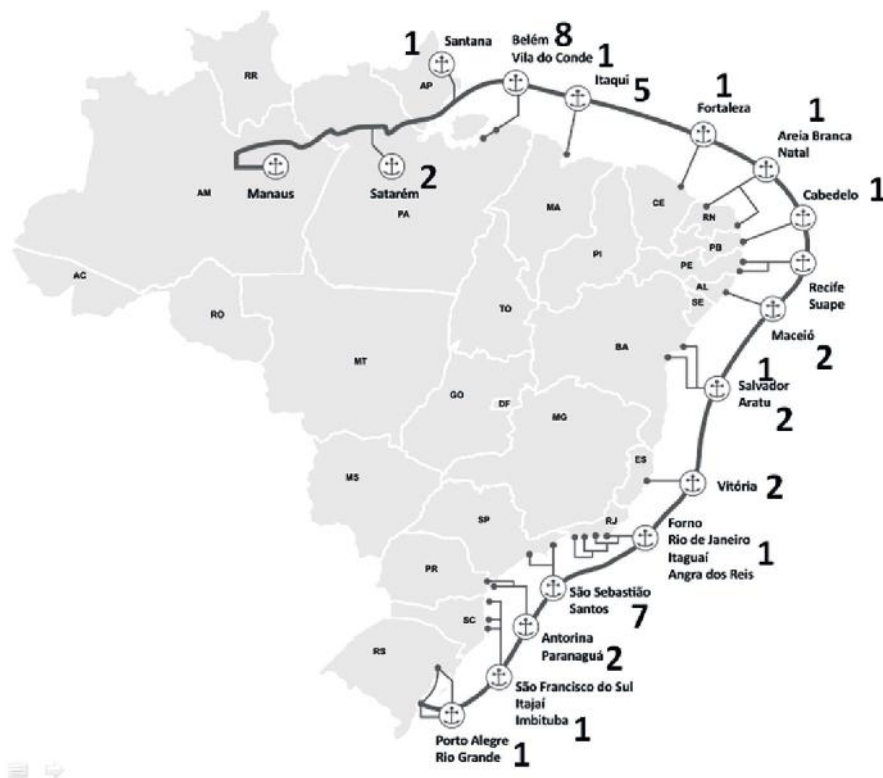 1 Santana
Belém 8
Vila do Conde 1
Itaqui 5
1
Fortaleza
1
Areia Branca
Natal
Cabedelo 1
Recife
Suape
Maceió 2
1
Salvador
Aratu 2
Vitória 2
Forno
Rio de Janeiro
Itaguaí 1
Angra dos Reis
São Sebastião
Santos 7
Antorina
Paranaguá 2
São Francisco do Sul
Itajaí
Imbituba 1
Porto Alegre
Rio Grande 1
Manaus
Satarém 2
RR
AP
AM
PA
MA
CE
RN
PB
PE
AL
SE
PI
AC
RO
TO
BA
MT
GO
DF
MG
ES
MS
SP
RJ
PR
SC
RS